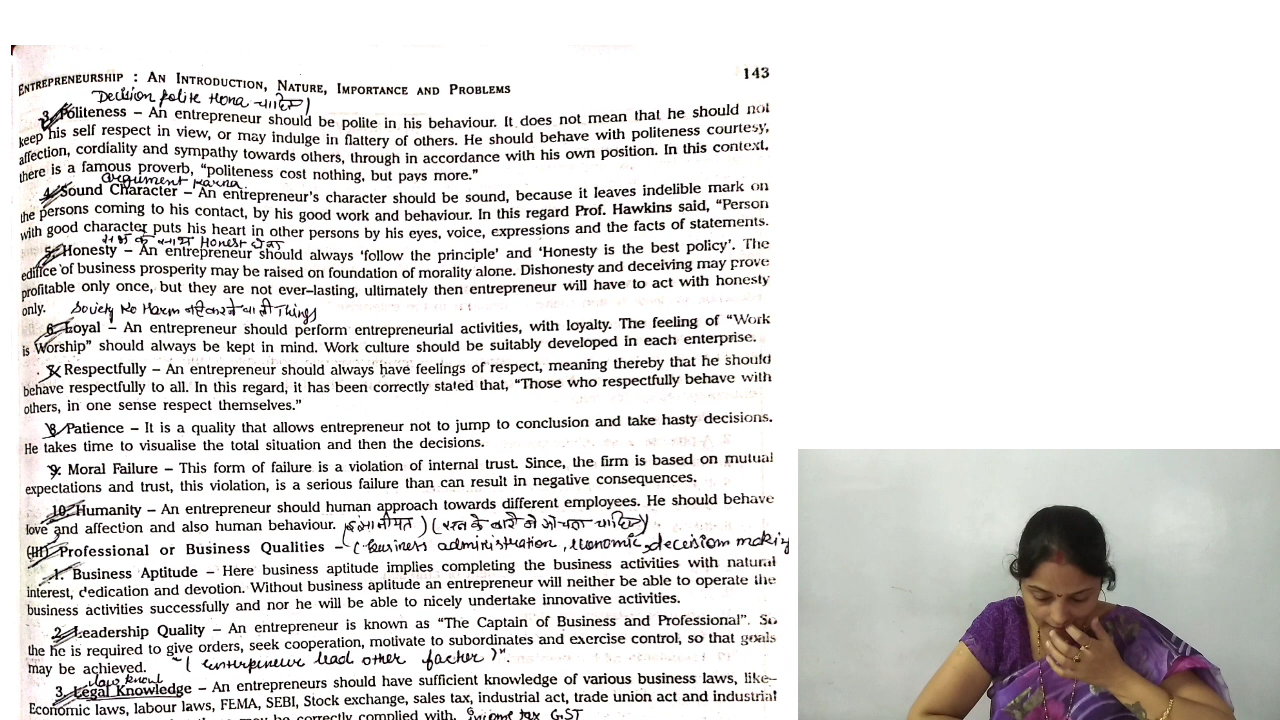 ENTREPRENEURSHIP : AN INTRODUCTION, NATURE, IMPORTANCE AND PROBLEMS 143
Decision polite Hona चाहिए।
3. Politeness – An entrepreneur should be polite in his behaviour. It does not mean that he should not
keep his self respect in view, or may indulge in flattery of others. He should behave with politeness courtesy,
affection, cordiality and sympathy towards others, through in accordance with his own position. In this context,
there is a famous proverb, “politeness cost nothing, but pays more.”
argument karna
4. Sound Character – An entrepreneur's character should be sound, because it leaves indelible mark on
the persons coming to his contact, by his good work and behaviour. In this regard Prof. Hawkins said, “Person
with good character puts his heart in other persons by his eyes, voice, expressions and the facts of statements.
के साथ Honest
5. Honesty – An entrepreneur should always ‘follow the principle’ and ‘Honesty is the best policy’. The
edifice of business prosperity may be raised on foundation of morality alone. Dishonesty and deceiving may prove
profitable only once, but they are not ever–lasting, ultimately then entrepreneur will have to act with honesty
only. Society Ko Harm things
6. Loyal – An entrepreneur should perform entrepreneurial activities, with loyalty. The feeling of “Work
is Worship” should always be kept in mind. Work culture should be suitably developed in each enterprise.
Respectfully – An entrepreneur should always have feelings of respect, meaning thereby that he should
behave respectfully to all. In this regard, it has been correctly stated that, “Those who respectfully behave with
others, in one sense respect themselves.”
8. Patience – It is a quality that allows entrepreneur not to jump to conclusion and take hasty decisions.
He takes time to visualise the total situation and then the decisions.
9. Moral Failure – This form of failure is a violation of internal trust. Since, the firm is based on mutual
expectations and trust, this violation, is a serious failure than can result in negative consequences.
10. Humanity – An entrepreneur should human approach towards different employees. He should behave
love and affection and also human behaviour. (इंसानीयत) ( के बारे में सोचना चाहिए)
(III) Professional or Business Qualities – (business administration, economic, decision making
1. Business Aptitude – Here business aptitude implies completing the business activities with natural
interest, dedication and devotion. Without business aptitude an entrepreneur will neither be able to operate the
business activities successfully and nor he will be able to nicely undertake innovative activities.
2. Leadership Quality – An entrepreneur is known as “The Captain of Business and Professional”. So
the he is required to give orders, seek cooperation, motivate to subordinates and exercise control, so that goals
may be achieved. “(enterpeneur lead other factor)”.
3. Legal Knowledge – An entrepreneurs should have sufficient knowledge of various business laws, like–
Economic laws, labour laws, FEMA, SEBI, Stock exchange, sales tax, industrial act, trade union act and industrial
be correctly complied with. income tax GST